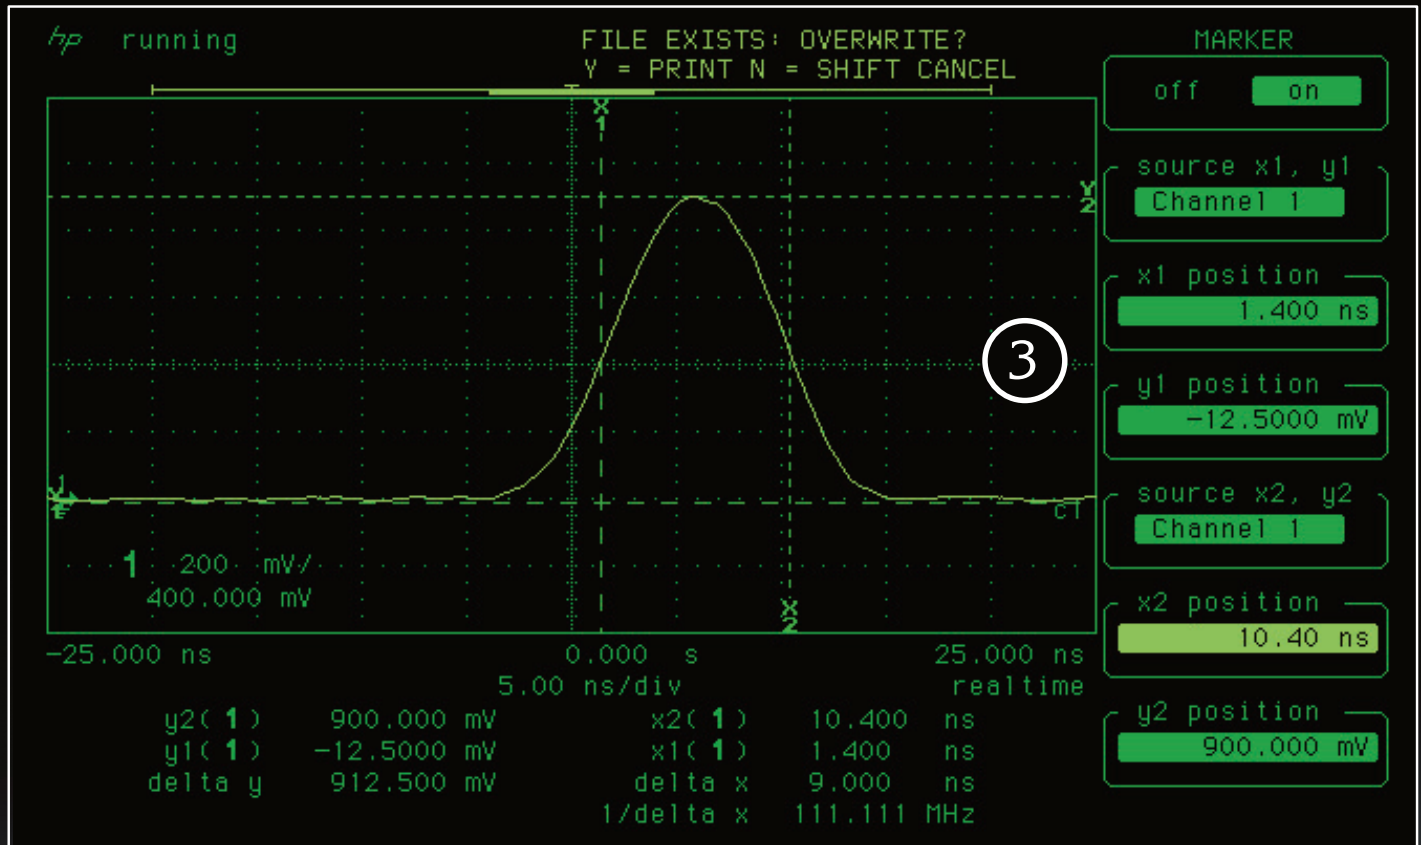 hp running
FILE EXISTS: OVERWRITE?
Y = PRINT N = SHIFT CANCEL
MARKER
off on
X
1
Y
2
source x1, y1
Channel 1
x1 position
1.400 ns
3
y1 position
-12.5000 mV
source x2, y2
Channel 1
CT
1 200 mV/
400.000 mV
X
2
x2 position
10.40 ns
-25.000 ns 0.000 s 25.000 ns
5.00 ns/div realtime
y2(1) 900.000 mV x2(1) 10.400 ns
y1(1) -12.5000 mV x1(1) 1.400 ns
delta y 912.500 mV delta x 9.000 ns
1/delta x 111.111 MHz
y2 position
900.000 mV